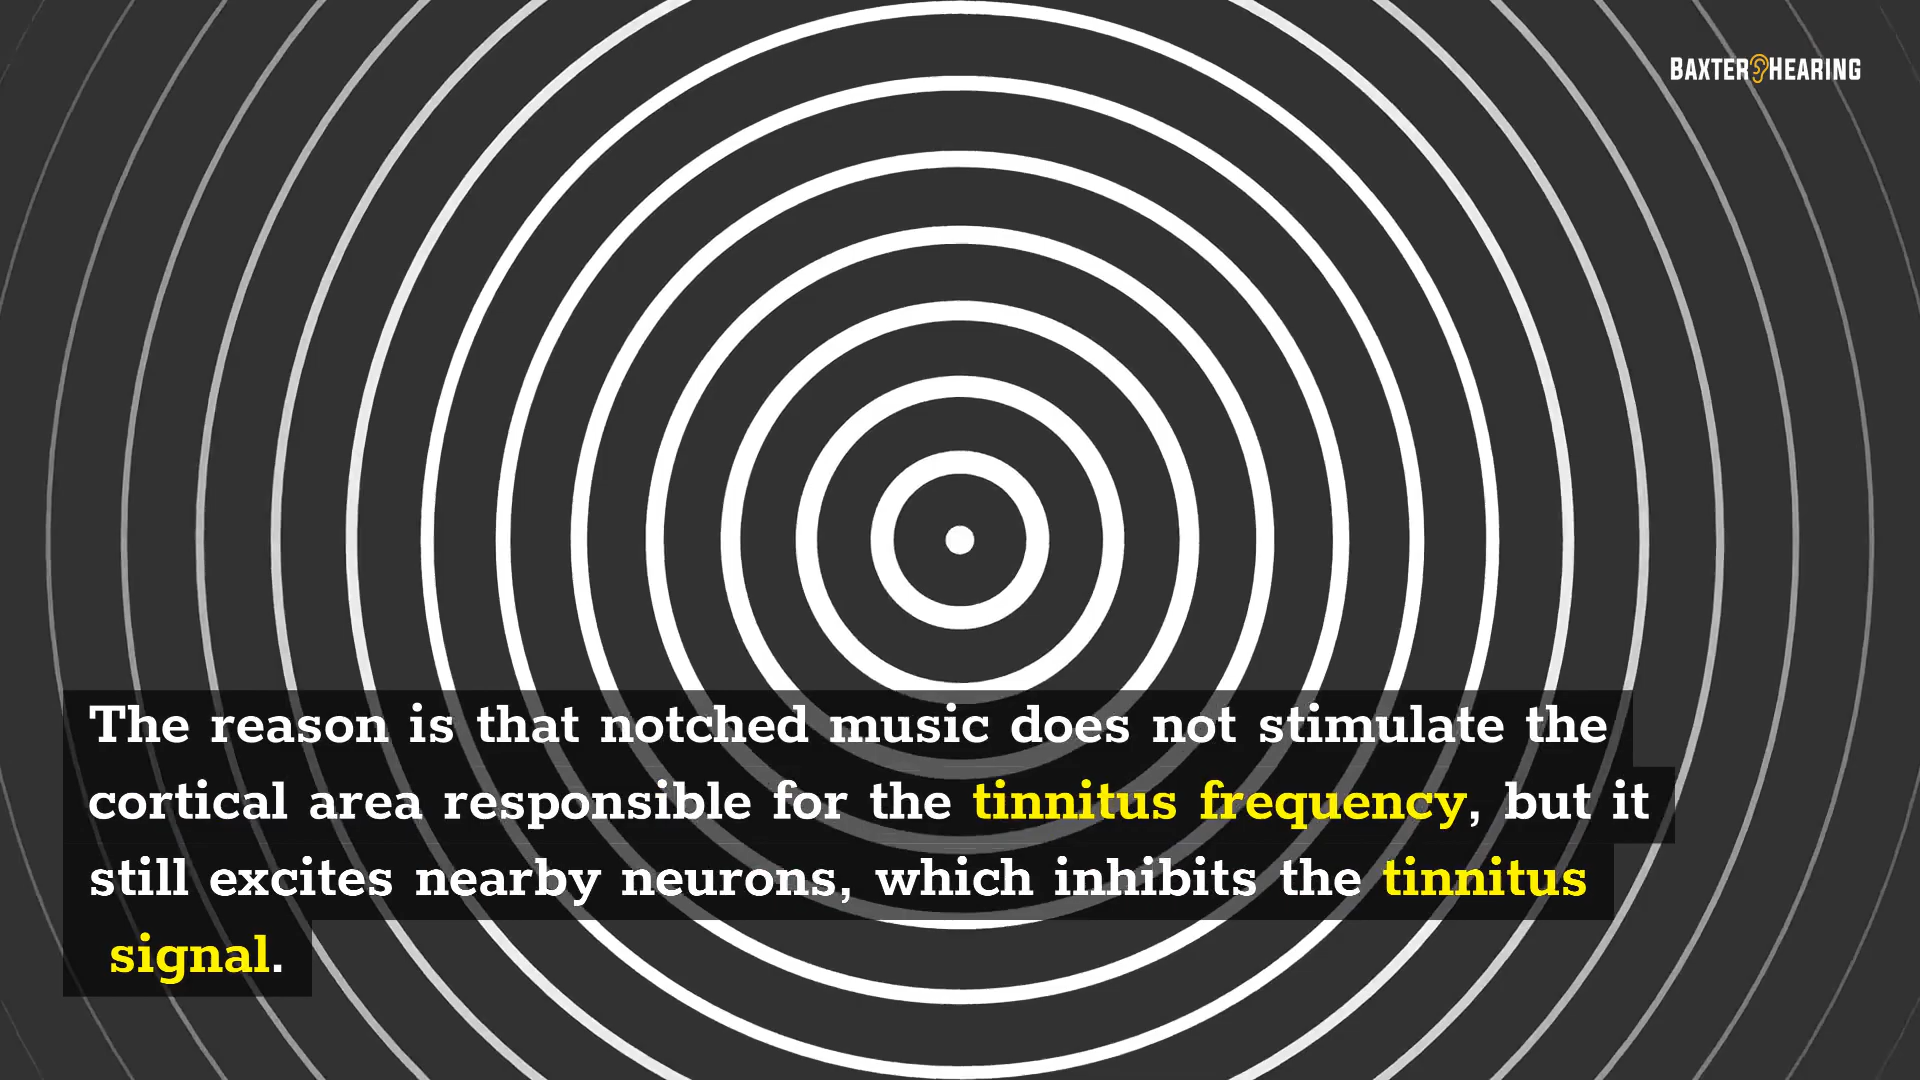 BAXTER HEARING
The reason is that notched music does not stimulate the
cortical area responsible for the tinnitus frequency, but it
still excites nearby neurons, which inhibits the tinnitus
signal.